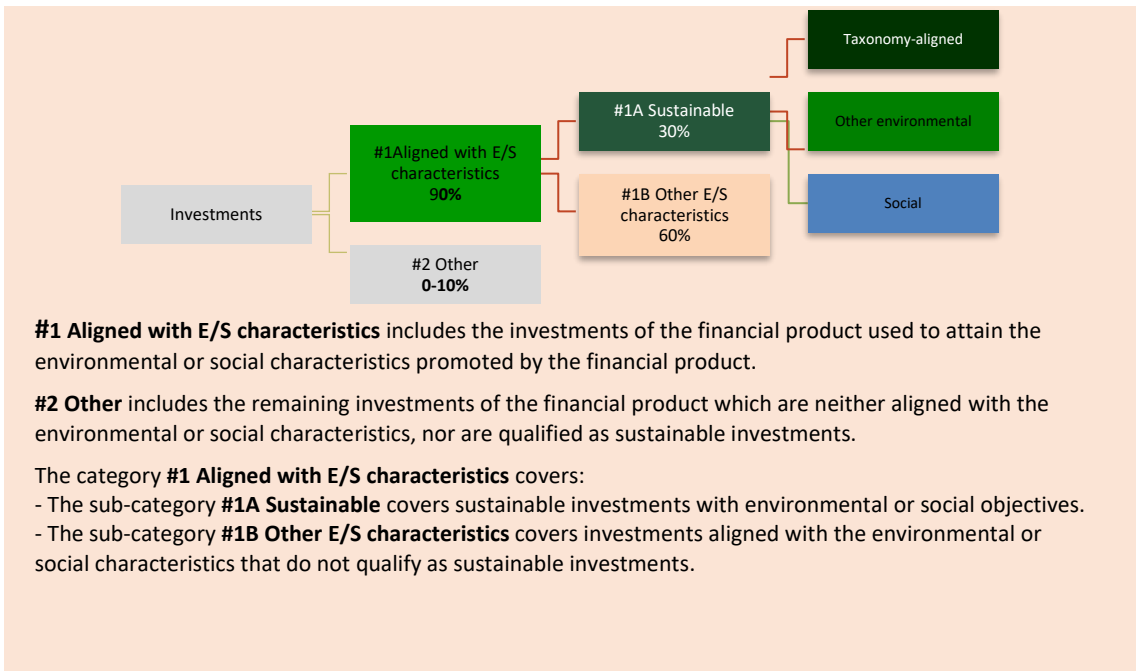 Taxonomy-aligned
#1A Sustainable
30%
Other environmental
#1Aligned with E/S
characteristics
90%
#1B Other E/S
characteristics
60%
Social
Investments
#2 Other
0-10%
#1 Aligned with E/S characteristics includes the investments of the financial product used to attain the
environmental or social characteristics promoted by the financial product.
#2 Other includes the remaining investments of the financial product which are neither aligned with the
environmental or social characteristics, nor are qualified as sustainable investments.
The category #1 Aligned with E/S characteristics covers:
- The sub-category #1A Sustainable covers sustainable investments with environmental or social objectives.
- The sub-category #1B Other E/S characteristics covers investments aligned with the environmental or
social characteristics that do not qualify as sustainable investments.